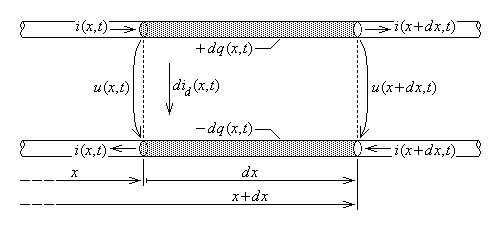 i(x,t) i(x+dx,t)
+dq(x,t)
u(x,t) di_d(x,t) u(x+dx,t)
−dq(x,t)
i(x,t) i(x+dx,t)
x dx
x+dx